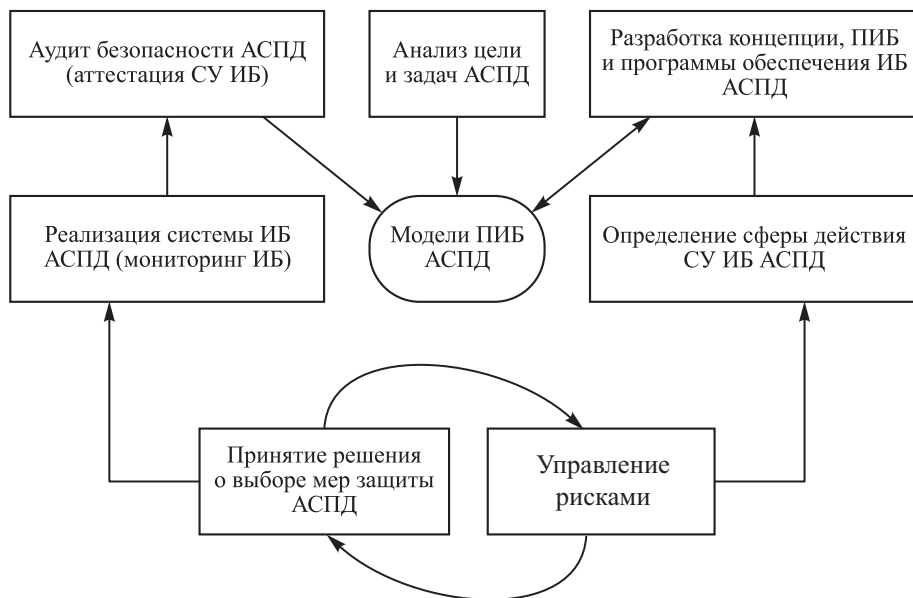 Аудит безопасности АСПД
(аттестация СУ ИБ)
Анализ цели
и задач АСПД
Разработка концепции, ПИБ
и программы обеспечения ИБ
АСПД
Реализация системы ИБ
АСПД (мониторинг ИБ)
Модели ПИБ
АСПД
Определение сферы действия
СУ ИБ АСПД
Принятие решения
о выборе мер защиты
АСПД
Управление
рисками